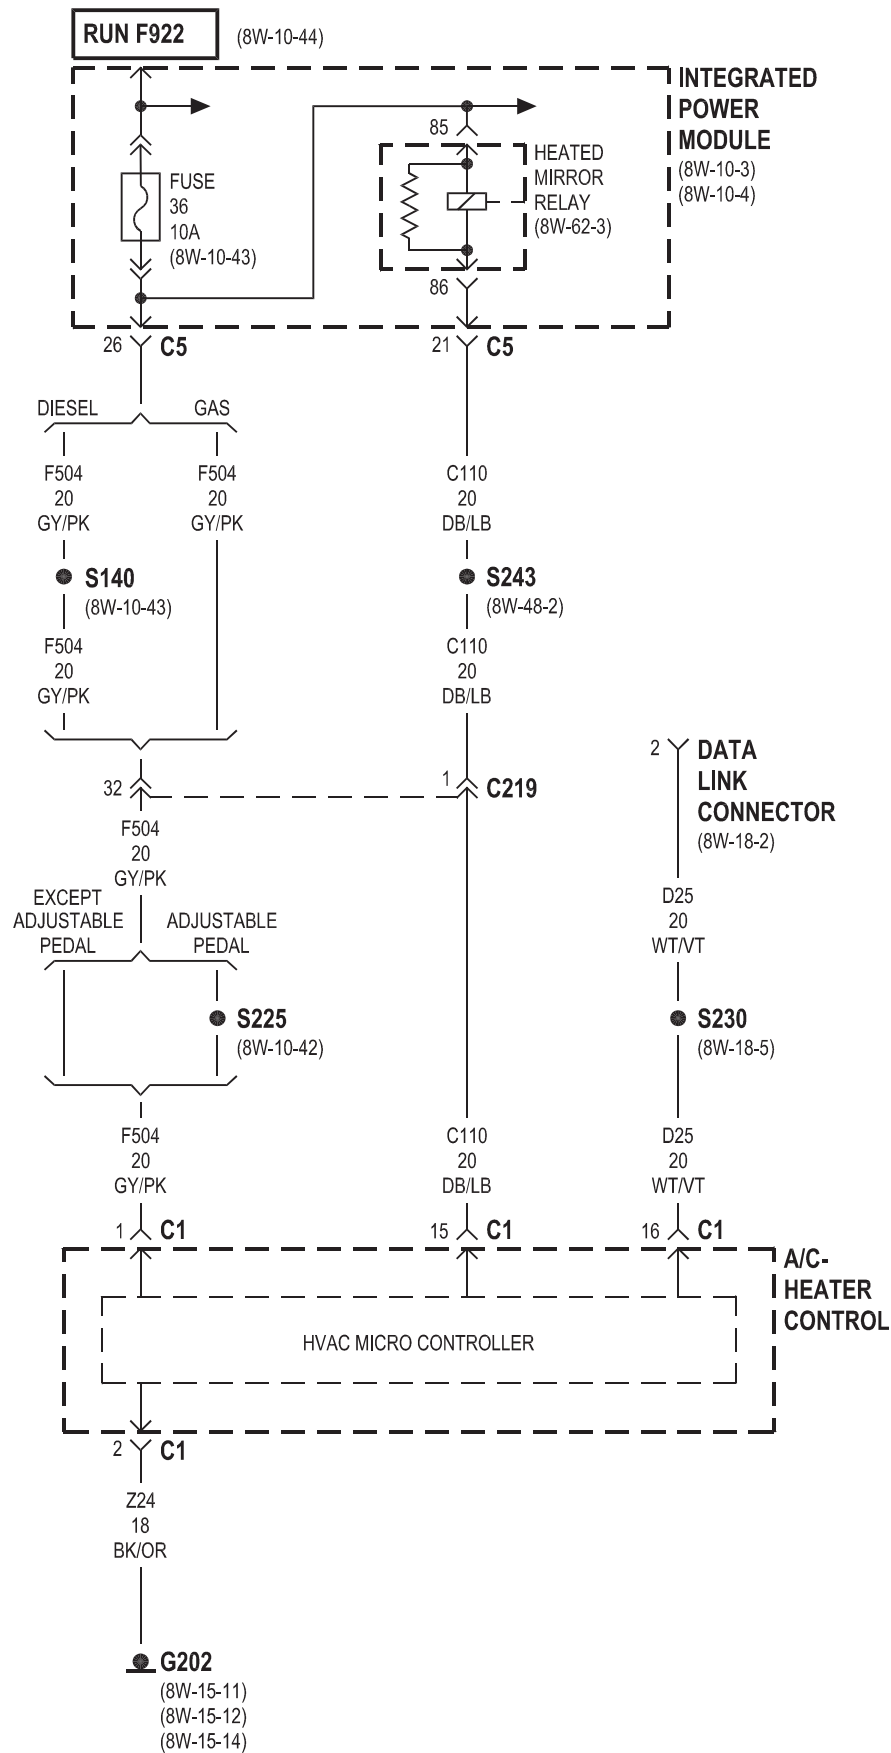 RUN F922
(8W-10-44)
INTEGRATED
POWER
MODULE
(8W-10-3)
(8W-10-4)
85
HEATED
MIRROR
RELAY
(8W-62-3)
FUSE
36
10A
(8W-10-43)
86
26
C5
21
C5
DIESEL
GAS
F504
20
GY/PK
F504
20
GY/PK
C110
20
DB/LB
S140
(8W-10-43)
S243
(8W-48-2)
F504
20
GY/PK
C110
20
DB/LB
2
DATA
LINK
CONNECTOR
(8W-18-2)
32
1
C219
F504
20
GY/PK
EXCEPT
ADJUSTABLE
PEDAL
ADJUSTABLE
PEDAL
D25
20
WT/VT
S225
(8W-10-42)
S230
(8W-18-5)
F504
20
GY/PK
C110
20
DB/LB
D25
20
WT/VT
1
C1
15
C1
16
C1
A/C-
HEATER
CONTROL
HVAC MICRO CONTROLLER
2
C1
Z24
18
BK/OR
G202
(8W-15-11)
(8W-15-12)
(8W-15-14)